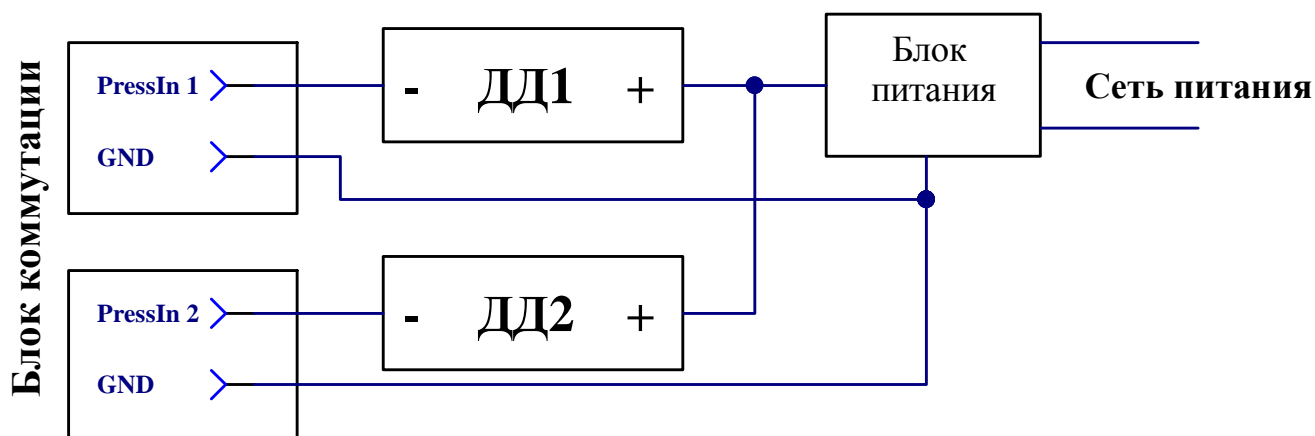 Блок коммутации
PressIn 1
GND
- ДД1 +
Блок
питания
Сеть питания
PressIn 2
GND
- ДД2 +